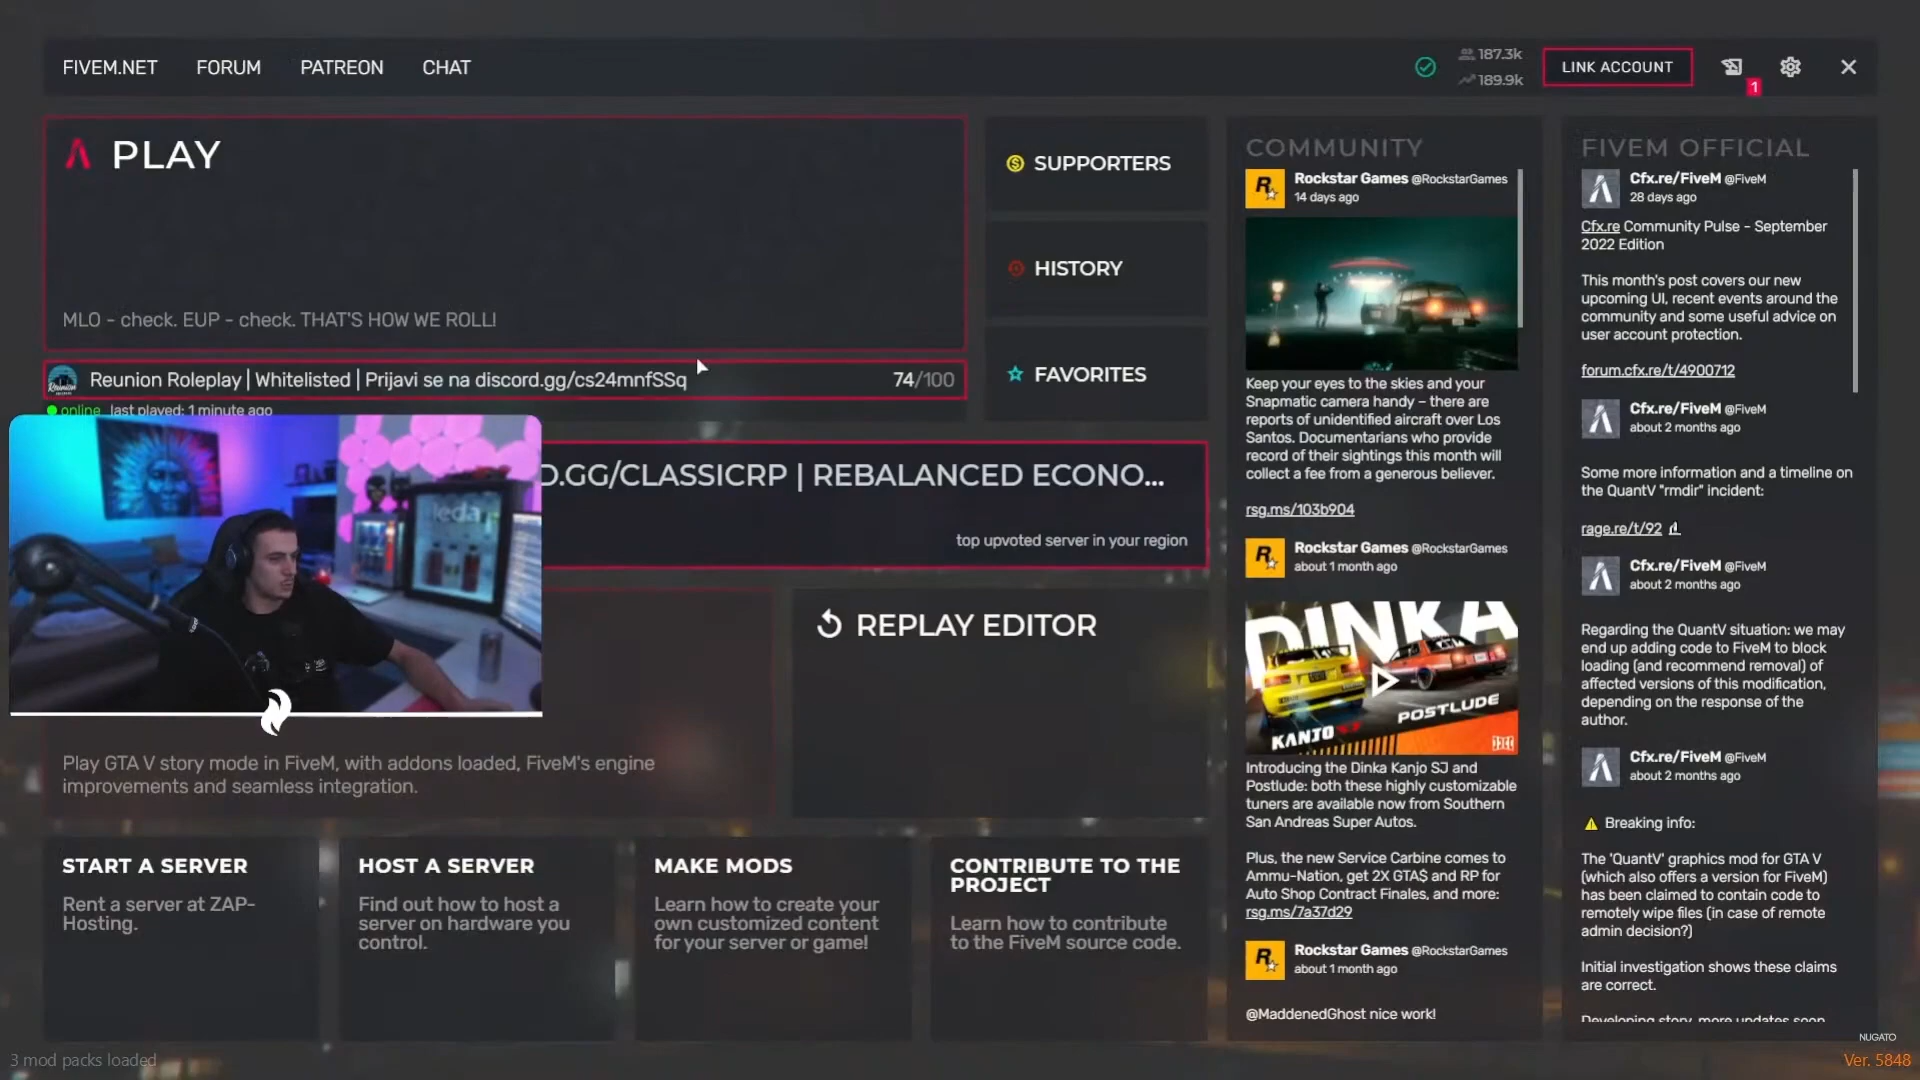 FIVEM.NET
FORUM
PATREON
CHAT
187.3k
189.9k
LINK ACCOUNT
1
PLAY
MLO - check. EUP - check. THAT'S HOW WE ROLL!
Reunion Roleplay | Whitelisted | Prijavi se na discord.gg/cs24mnfSSq
74/100
online last played: 1 minute ago
SUPPORTERS
HISTORY
FAVORITES
D.GG/CLASSICRP | REBALANCED ECONO...
top upvoted server in your region
REPLAY EDITOR
Play GTA V story mode in FiveM, with addons loaded, FiveM's engine
improvements and seamless integration.
START A SERVER
Rent a server at ZAP-
Hosting.
HOST A SERVER
Find out how to host a
server on hardware you
control.
MAKE MODS
Learn how to create your
own customized content
for your server or game!
CONTRIBUTE TO THE
PROJECT
Learn how to contribute
to the FiveM source code.
COMMUNITY
Rockstar Games @RockstarGames
14 days ago
Keep your eyes to the skies and your
Snapmatic camera handy – there are
reports of unidentified aircraft over Los
Santos. Documentarians who provide
record of their sightings this month will
collect a fee from a generous believer.
rsg.ms/103b904
Rockstar Games @RockstarGames
about 1 month ago
DINKA
KANJO SJ
POSTLUDE
Introducing the Dinka Kanjo SJ and
Postlude: both these highly customizable
tuners are available now from Southern
San Andreas Super Autos.
Plus, the new Service Carbine comes to
Ammu-Nation, get 2X GTA$ and RP for
Auto Shop Contract Finales, and more:
rsg.ms/7a37d29
Rockstar Games @RockstarGames
about 1 month ago
@MaddenedGhost nice work!
FIVEM OFFICIAL
Cfx.re/FiveM @FiveM
28 days ago
Cfx.re Community Pulse - September
2022 Edition
This month's post covers our new
upcoming UI, recent events around the
community and some useful advice on
user account protection.
forum.cfx.re/t/4900712
Cfx.re/FiveM @FiveM
about 2 months ago
Some more information and a timeline on
the QuantV "rmdir" incident:
rage.re/t/92
Cfx.re/FiveM @FiveM
about 2 months ago
Regarding the QuantV situation: we may
end up adding code to FiveM to block
loading (and recommend removal) of
affected versions of this modification,
depending on the response of the
author.
Cfx.re/FiveM @FiveM
about 2 months ago
Breaking info:
The 'QuantV' graphics mod for GTA V
(which also offers a version for FiveM)
has been claimed to contain code to
remotely wipe files (in case of remote
admin decision?)
Initial investigation shows these claims
are correct.
Developing story, more updates soon
3 mod packs loaded
NUGATO
Ver. 5848